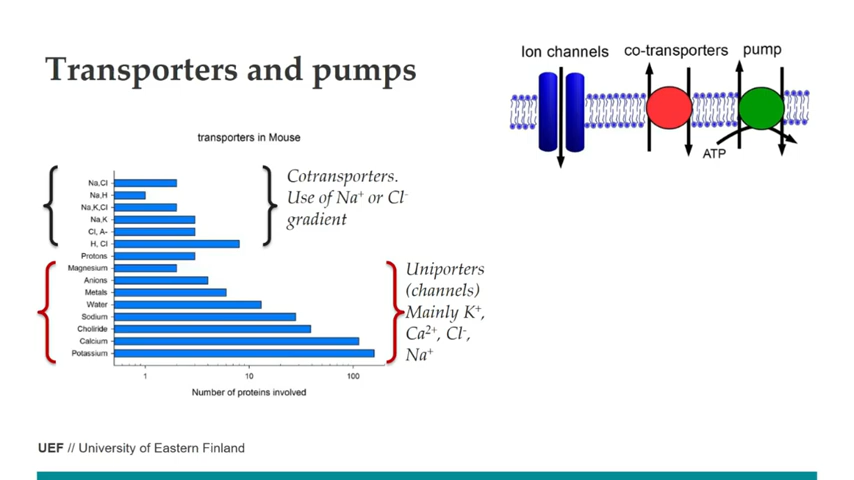 Transporters and pumps
Ion channels
co-transporters
pump
ATP
transporters in Mouse
Na,Cl
Na,H
Na,K,Cl
Na,K
Cl, A-
H, Cl
Protons
Magnesium
Anions
Metals
Water
Sodium
Choliride
Calcium
Potassium
1
10
100
Number of proteins involved
Cotransporters.
Use of Na⁺ or Cl⁻
gradient
Uniporters
(channels)
Mainly K⁺,
Ca²⁺, Cl⁻,
Na⁺
UEF // University of Eastern Finland